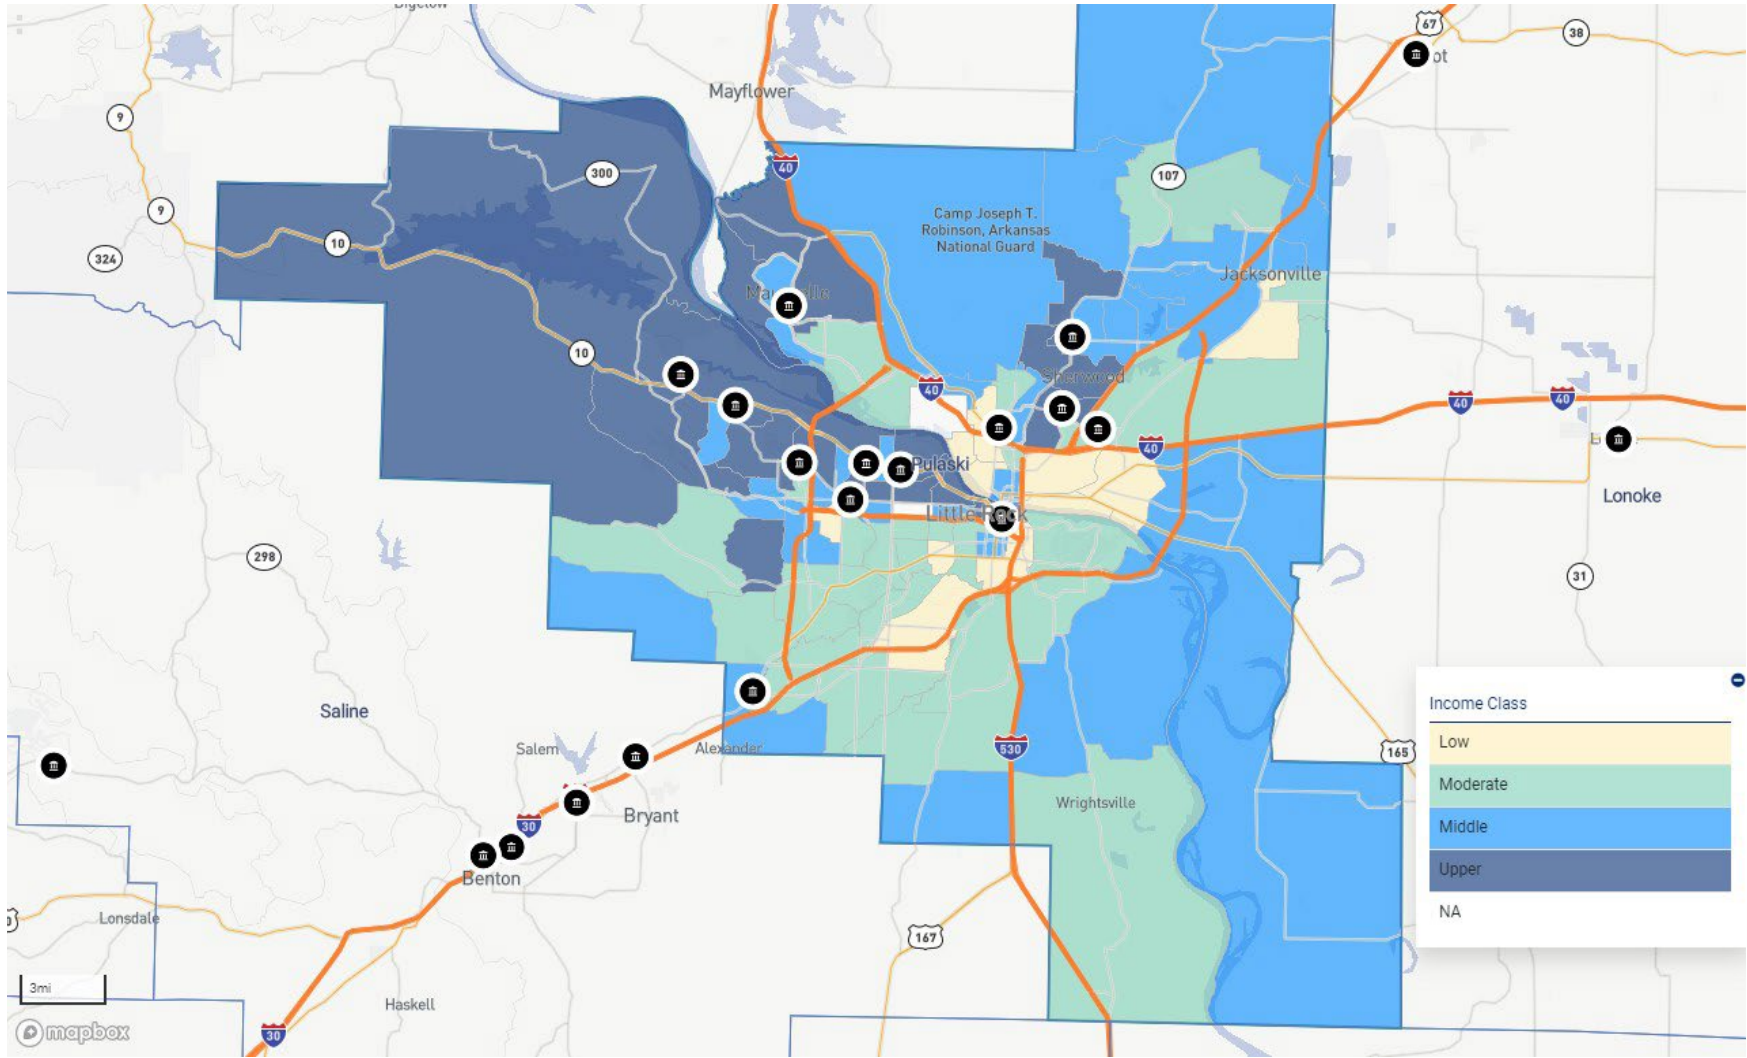 67
38
Mayflower
9
40
300
107
9
Camp Joseph T.
Robinson, Arkansas
National Guard
10
324
Jacksonville
10
40
Sherwood
40
40
40
Pulaski
Lonoke
Little Rock
298
31
Saline
Salem
Alexander
530
165
Wrightsville
Bryant
30
Benton
Lonsdale
167
Haskell
30
3mi
mapbox
Income Class
Low
Moderate
Middle
Upper
NA